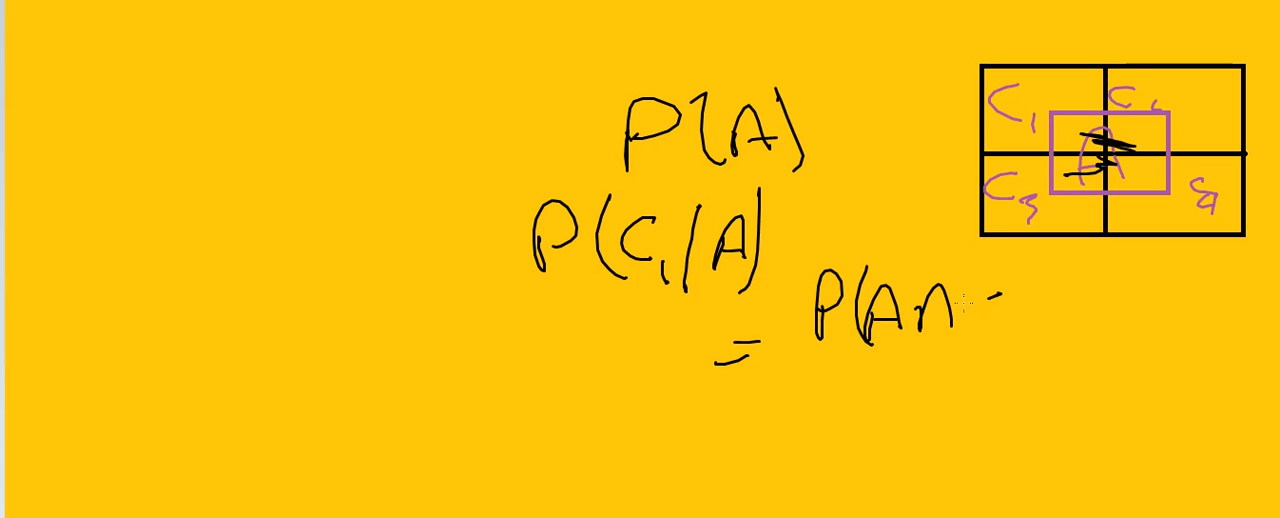 P(A)
C₁ C₂
A
C₃ C₄
P(C₁/A)
= P(A∩